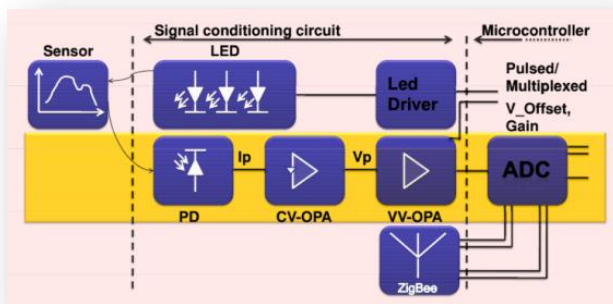 Signal conditioning circuit
Microcontroller
Sensor
LED
Led
Driver
Pulsed/
Multiplexed
V_Offset,
Gain
Ip
Vp
ADC
PD
CV-OPA
VV-OPA
ZigBee